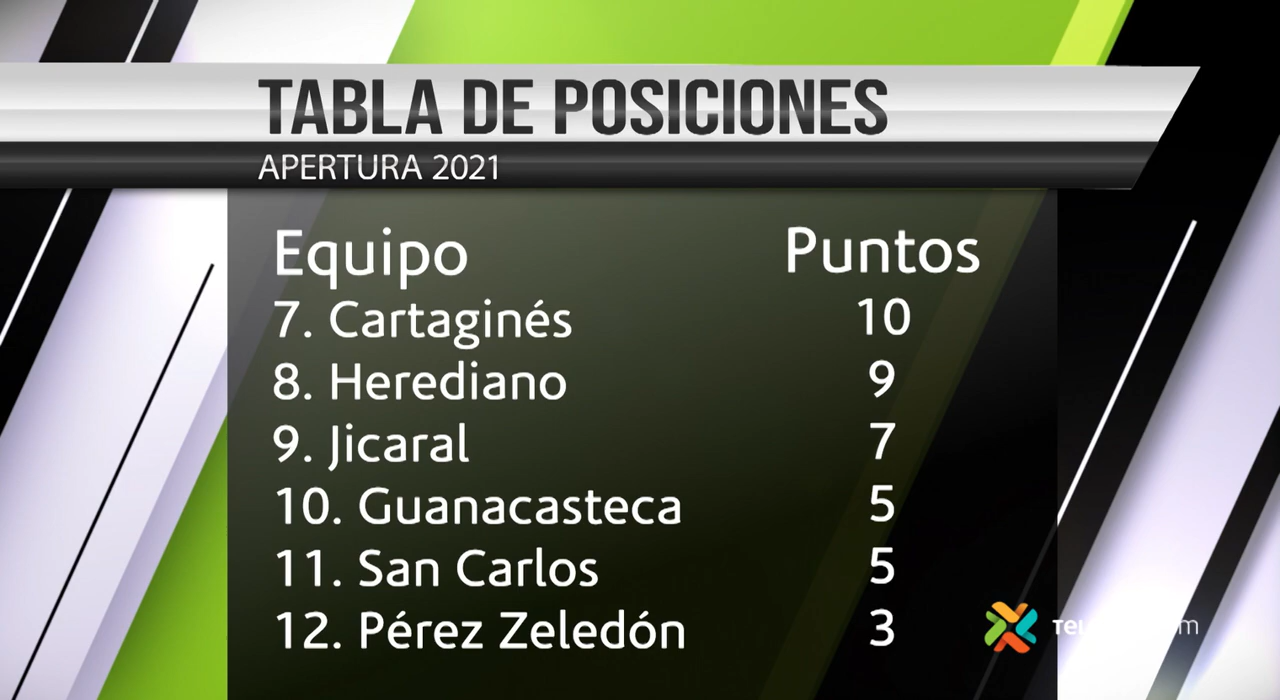 TABLA DE POSICIONES
APERTURA 2021
Equipo Puntos
7. Cartaginés 10
8. Herediano 9
9. Jicaral 7
10. Guanacasteca 5
11. San Carlos 5
12. Pérez Zeledón 3